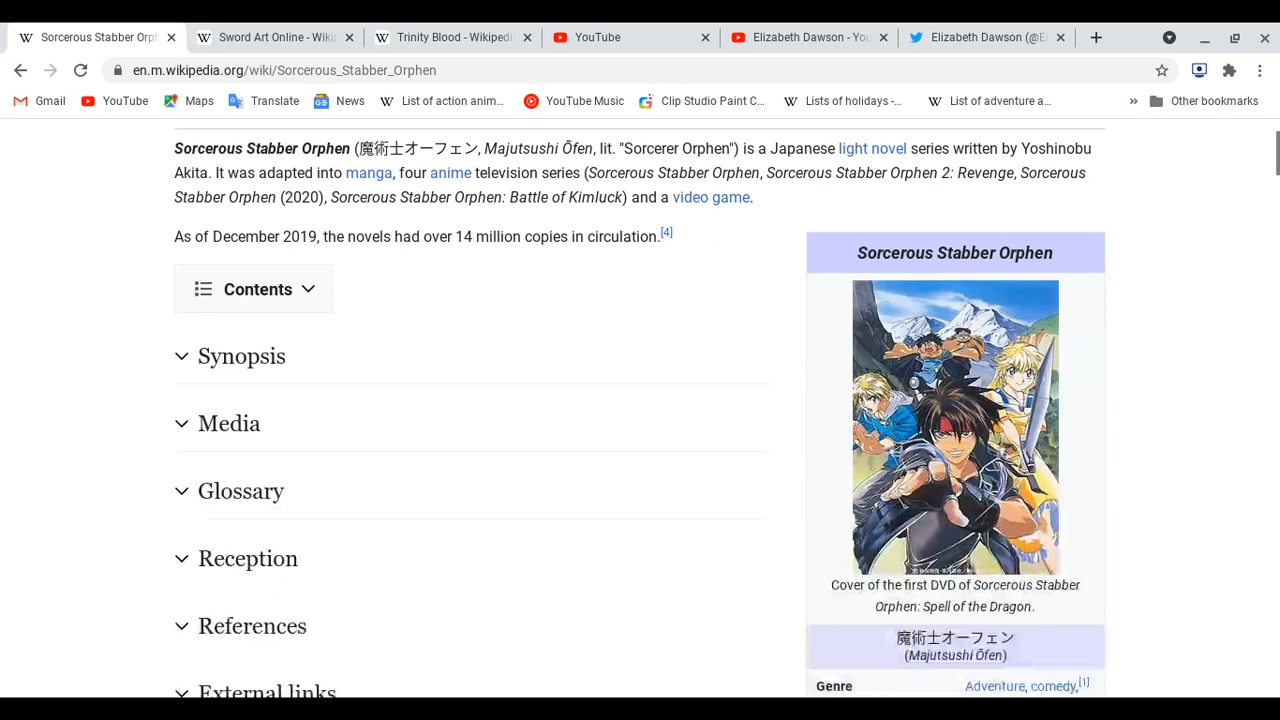 Sorcerous Stabber Orph
Sword Art Online - Wikip
Trinity Blood - Wikipedi
YouTube
Elizabeth Dawson - You
Elizabeth Dawson (@El
en.m.wikipedia.org/wiki/Sorcerous_Stabber_Orphen
Gmail
YouTube
Maps
Translate
News
List of action anim...
YouTube Music
Clip Studio Paint C...
Lists of holidays -...
List of adventure a...
» Other bookmarks
Sorcerous Stabber Orphen (魔術士オーフェン, Majutsushi Ōfen, lit. "Sorcerer Orphen") is a Japanese light novel series written by Yoshinobu
Akita. It was adapted into manga, four anime television series (Sorcerous Stabber Orphen, Sorcerous Stabber Orphen 2: Revenge, Sorcerous
Stabber Orphen (2020), Sorcerous Stabber Orphen: Battle of Kimluck) and a video game.
As of December 2019, the novels had over 14 million copies in circulation.[4]
Contents
Synopsis
Media
Glossary
Reception
References
External links
Sorcerous Stabber Orphen
Cover of the first DVD of Sorcerous Stabber
Orphen: Spell of the Dragon.
魔術士オーフェン
(Majutsushi Ōfen)
Genre Adventure, comedy,[1]